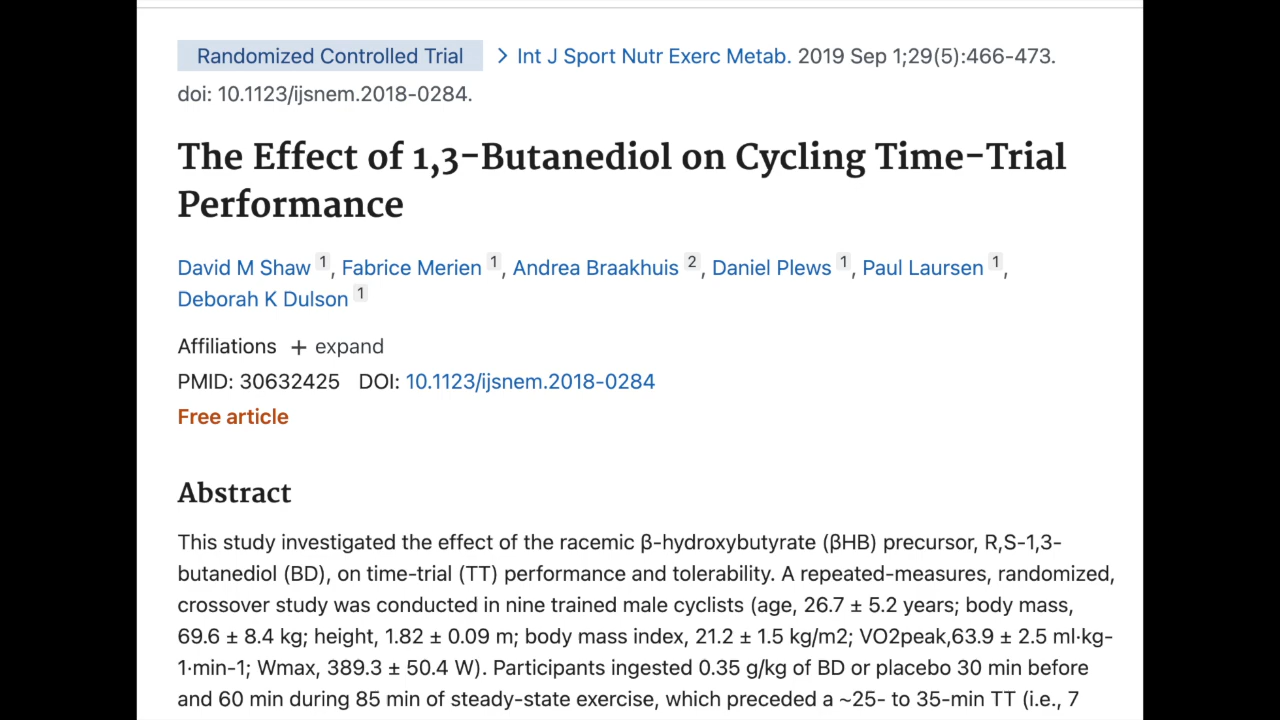 Randomized Controlled Trial > Int J Sport Nutr Exerc Metab. 2019 Sep 1;29(5):466-473.
doi: 10.1123/ijsnem.2018-0284.
The Effect of 1,3-Butanediol on Cycling Time-Trial
Performance
David M Shaw 1, Fabrice Merien 1, Andrea Braakhuis 2, Daniel Plews 1, Paul Laursen 1,
Deborah K Dulson 1
Affiliations + expand
PMID: 30632425 DOI: 10.1123/ijsnem.2018-0284
Free article
Abstract
This study investigated the effect of the racemic β-hydroxybutyrate (βHB) precursor, R,S-1,3-
butanediol (BD), on time-trial (TT) performance and tolerability. A repeated-measures, randomized,
crossover study was conducted in nine trained male cyclists (age, 26.7 ± 5.2 years; body mass,
69.6 ± 8.4 kg; height, 1.82 ± 0.09 m; body mass index, 21.2 ± 1.5 kg/m2; VO2peak,63.9 ± 2.5 ml·kg-
1·min-1; Wmax, 389.3 ± 50.4 W). Participants ingested 0.35 g/kg of BD or placebo 30 min before
and 60 min during 85 min of steady-state exercise, which preceded a ~25- to 35-min TT (i.e., 7